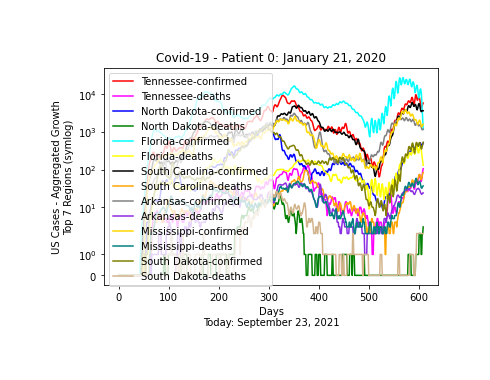 Covid-19 - Patient 0: January 21, 2020
US Cases - Aggregated Growth
Top 7 Regions (symlog)
10⁴
10³
10²
10¹
10⁰
0
Tennessee-confirmed
Tennessee-deaths
North Dakota-confirmed
North Dakota-deaths
Florida-confirmed
Florida-deaths
South Carolina-confirmed
South Carolina-deaths
Arkansas-confirmed
Arkansas-deaths
Mississippi-confirmed
Mississippi-deaths
South Dakota-confirmed
South Dakota-deaths
0 100 200 300 400 500 600
Days
Today: September 23, 2021